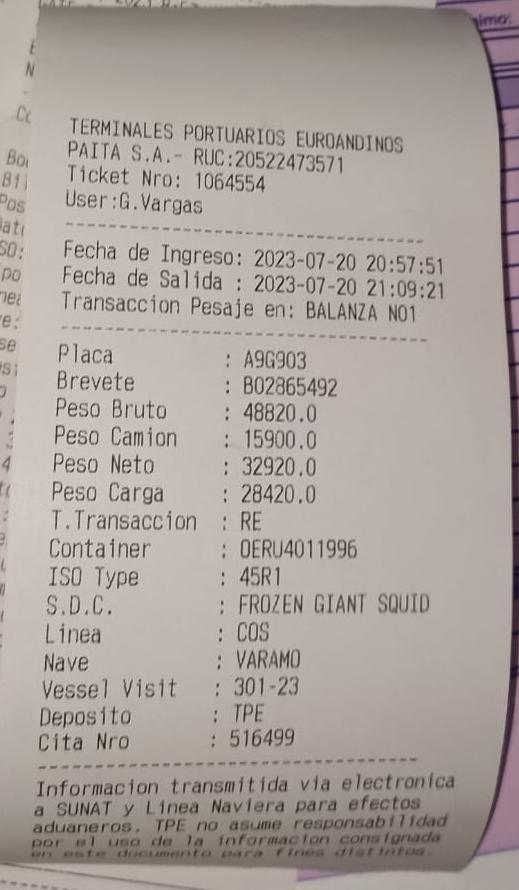 TERMINALES PORTUARIOS EUROANDINOS
PAITA S.A.- RUC:20522473571
Ticket Nro: 1064554
User:G.Vargas
Fecha de Ingreso: 2023-07-20 20:57:51
Fecha de Salida : 2023-07-20 21:09:21
Transaccion Pesaje en: BALANZA NO1
Placa : A9G903
Brevete : B02865492
Peso Bruto : 48820.0
Peso Camion : 15900.0
Peso Neto : 32920.0
Peso Carga : 28420.0
T.Transaccion : RE
Container : OERU4011996
ISO Type : 45R1
S.D.C. : FROZEN GIANT SQUID
Linea : COS
Nave : VARAMO
Vessel Visit : 301-23
Deposito : TPE
Cita Nro : 516499
Informacion transmitida via electronica
a SUNAT y Linea Naviera para efectos
aduaneros. TPE no asume responsabilidad
por el uso de la informacion consignada
en este documento para fines distintos.